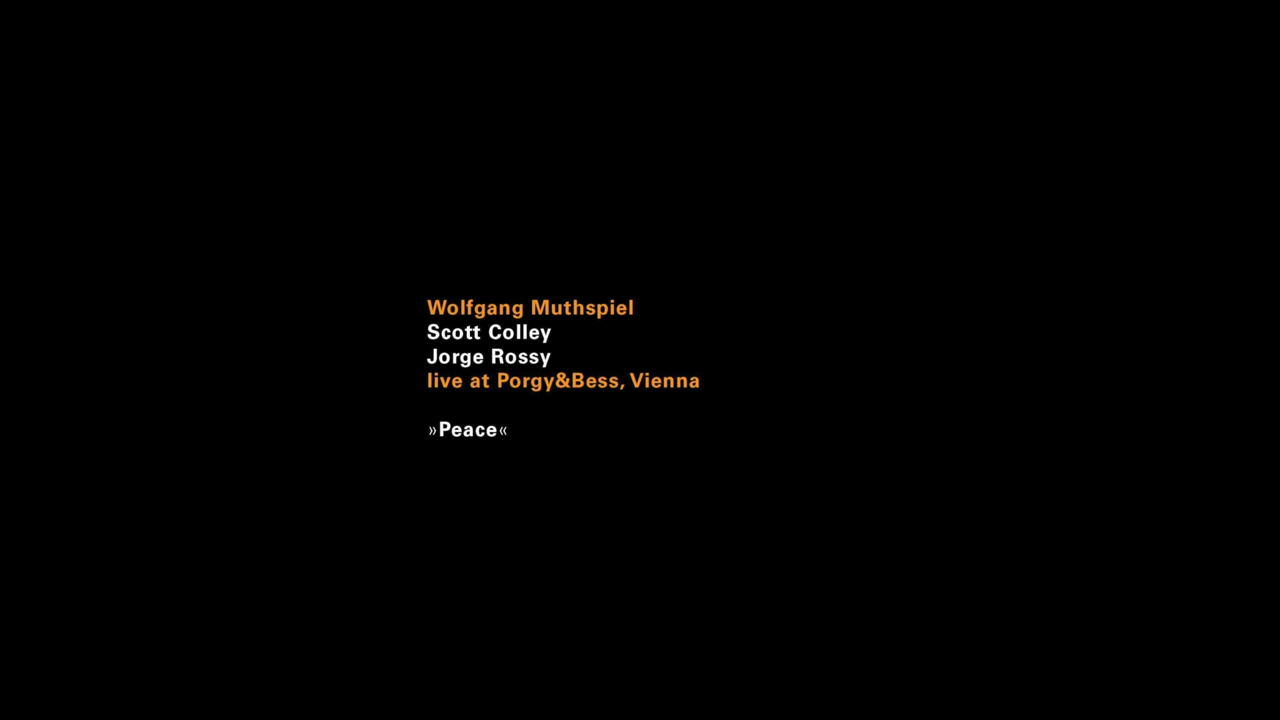 Wolfgang Muthspiel
Scott Colley
Jorge Rossy
live at Porgy&Bess, Vienna
»Peace«